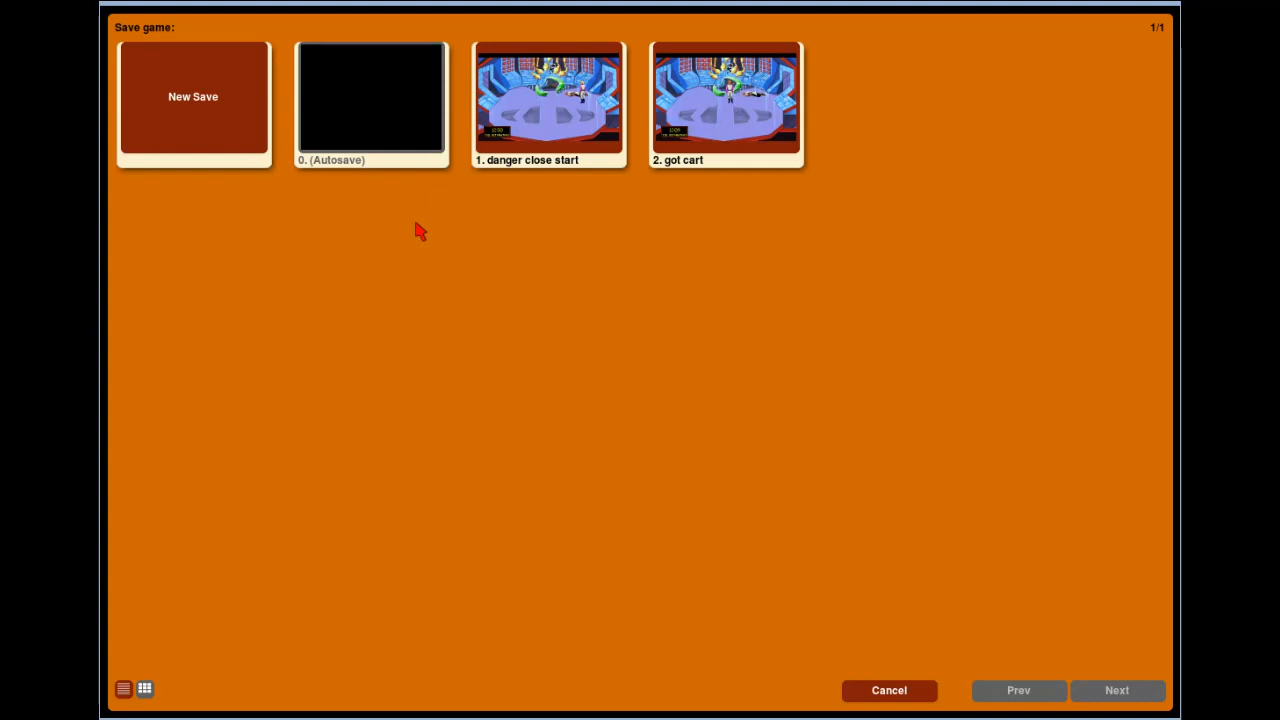 Save game:
1/1
New Save
0. (Autosave)
1. danger close start
2. got cart
Cancel
Prev
Next